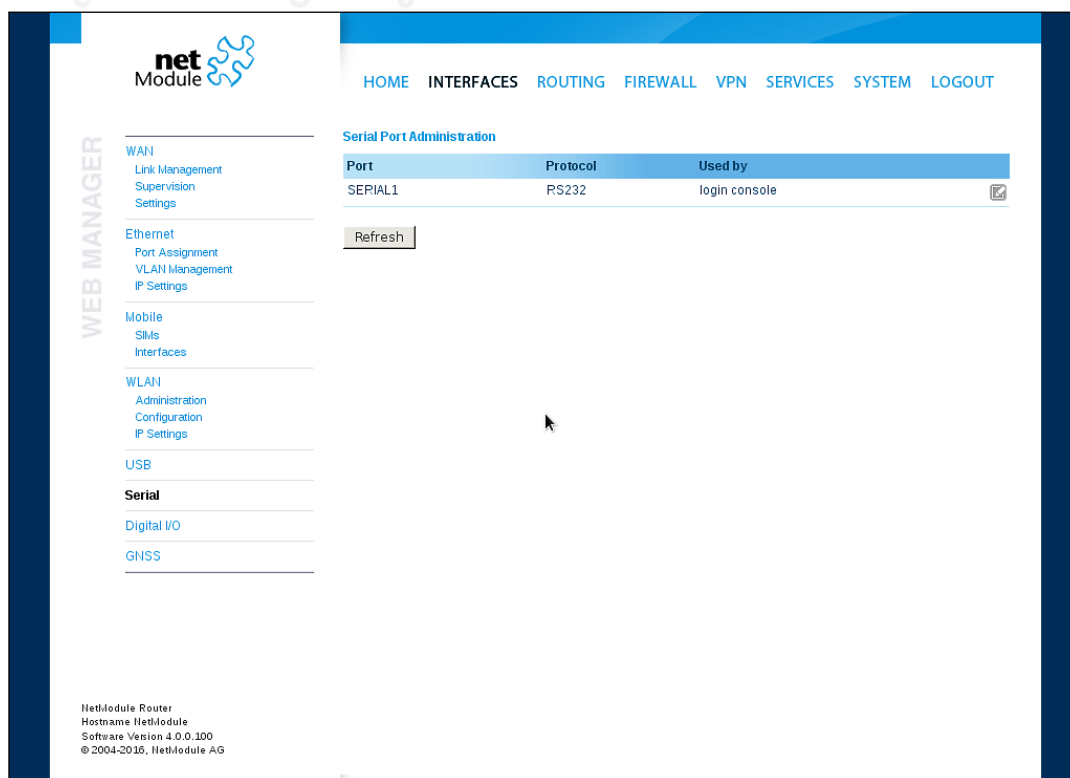 net
Module
HOME INTERFACES ROUTING FIREWALL VPN SERVICES SYSTEM LOGOUT
WEB MANAGER
WAN
Link Management
Supervision
Settings
Ethernet
Port Assignment
VLAN Management
IP Settings
Mobile
SIMs
Interfaces
WLAN
Administration
Configuration
IP Settings
USB
Serial
Digital I/O
GNSS
Serial Port Administration
Port Protocol Used by
SERIAL1 RS232 login console
Refresh
NetModule Router
Hostname NetModule
Software Version 4.0.0.100
© 2004-2016, NetModule AG